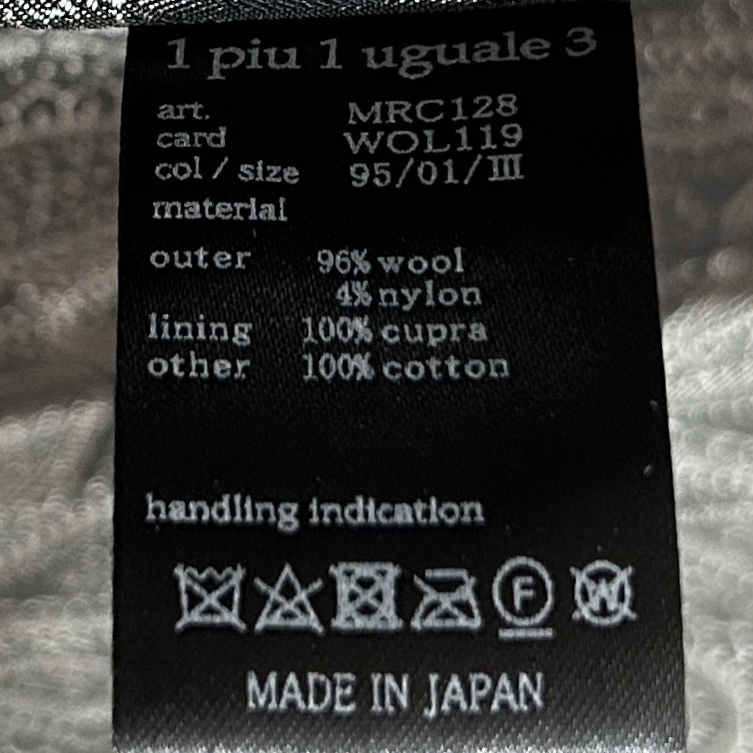 1 piu 1 uguale 3
art. MRC128
card WOL119
col / size 95/01/Ⅲ
material
outer 96% wool
4% nylon
lining 100% cupra
other 100% cotton
handling indication
F W
MADE IN JAPAN